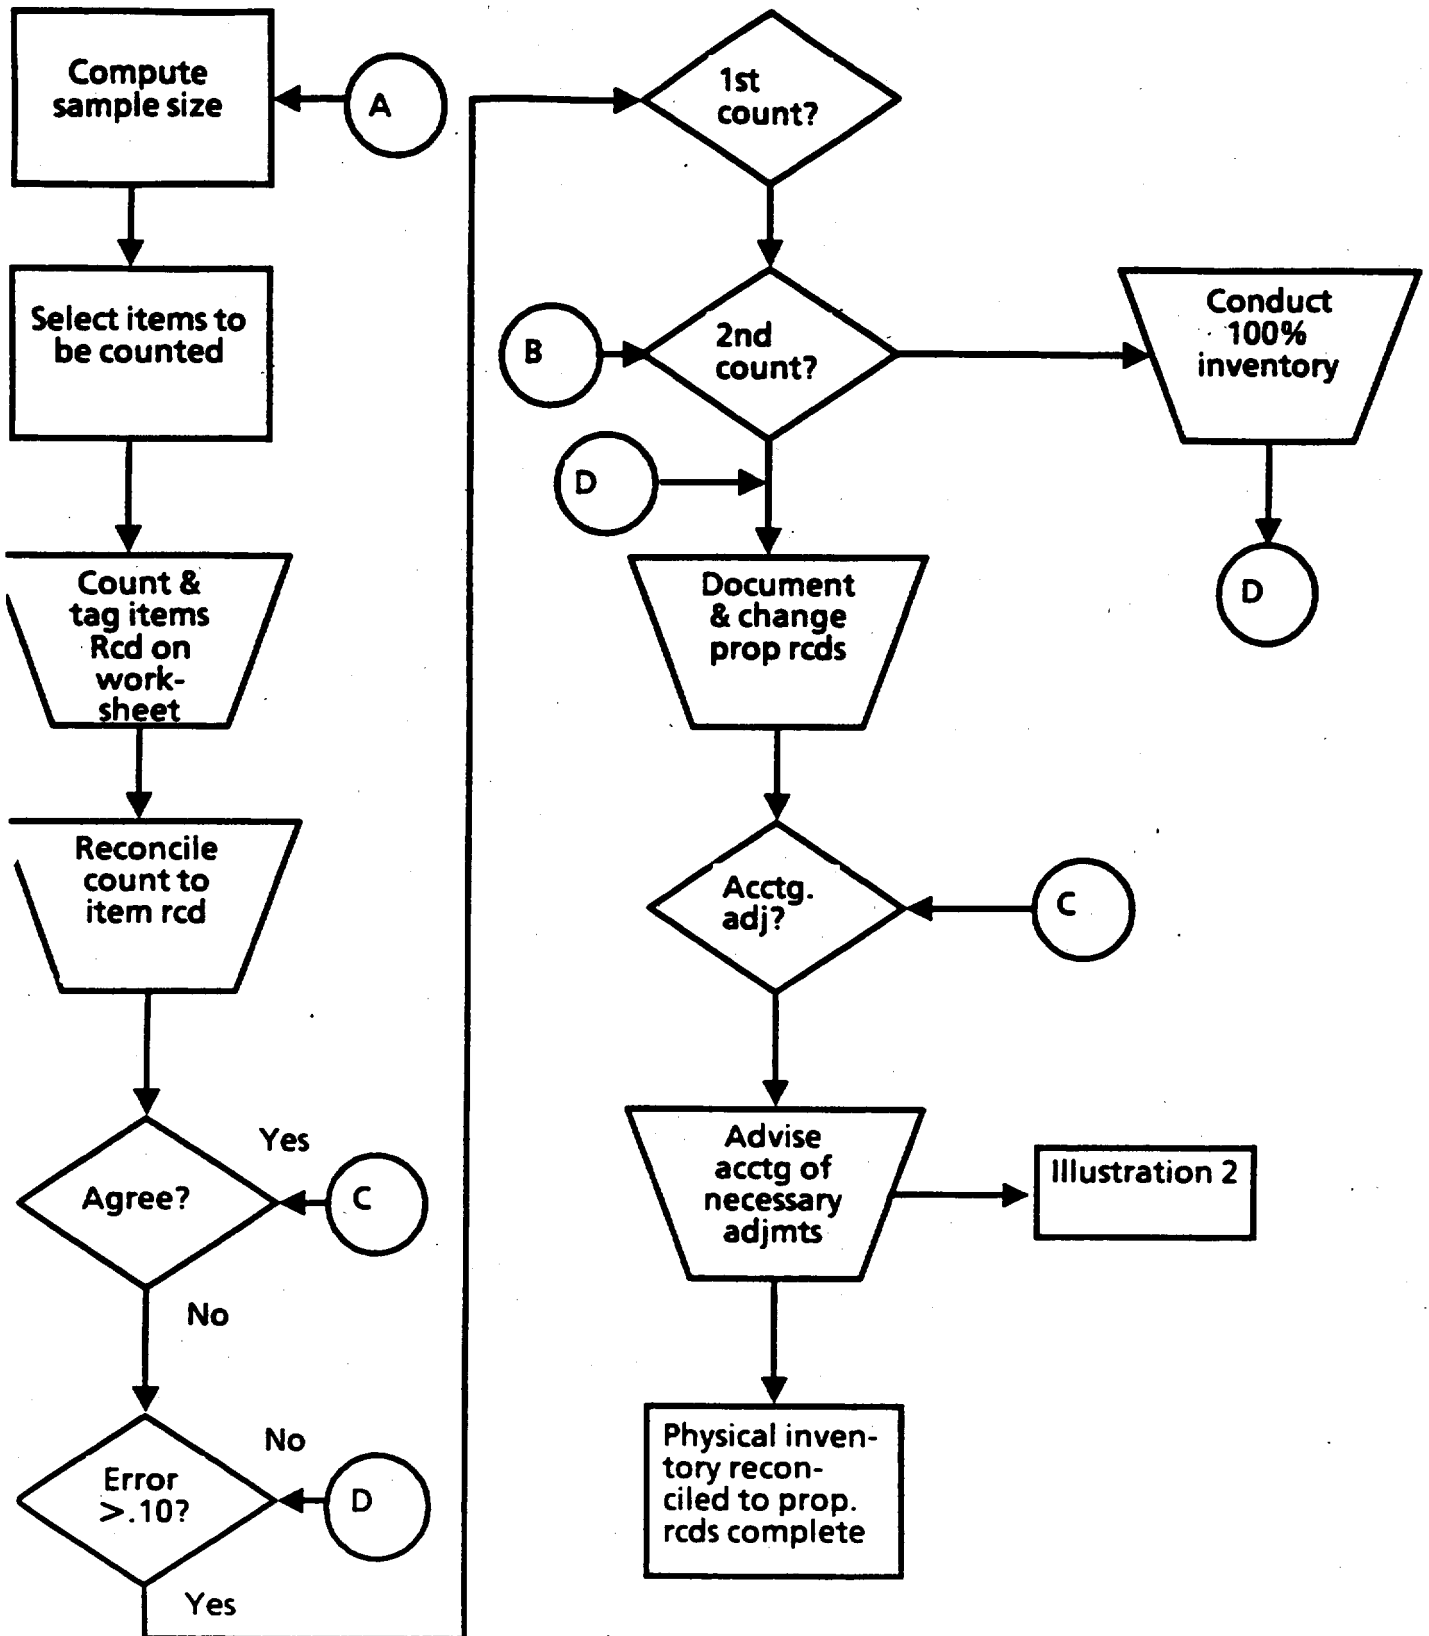 Compute
sample size
A
Select items to
be counted
Count &
tag items
Rcd on
work-
sheet
Reconcile
count to
item rcd
Agree?
Yes
C
No
Error
>.10?
No
D
Yes
1st
count?
B
2nd
count?
Conduct
100%
inventory
D
D
Document
& change
prop rcds
Acctg.
adj?
C
Advise
acctg of
necessary
adjmts
Illustration 2
Physical inven-
tory recon-
ciled to prop.
rcds complete